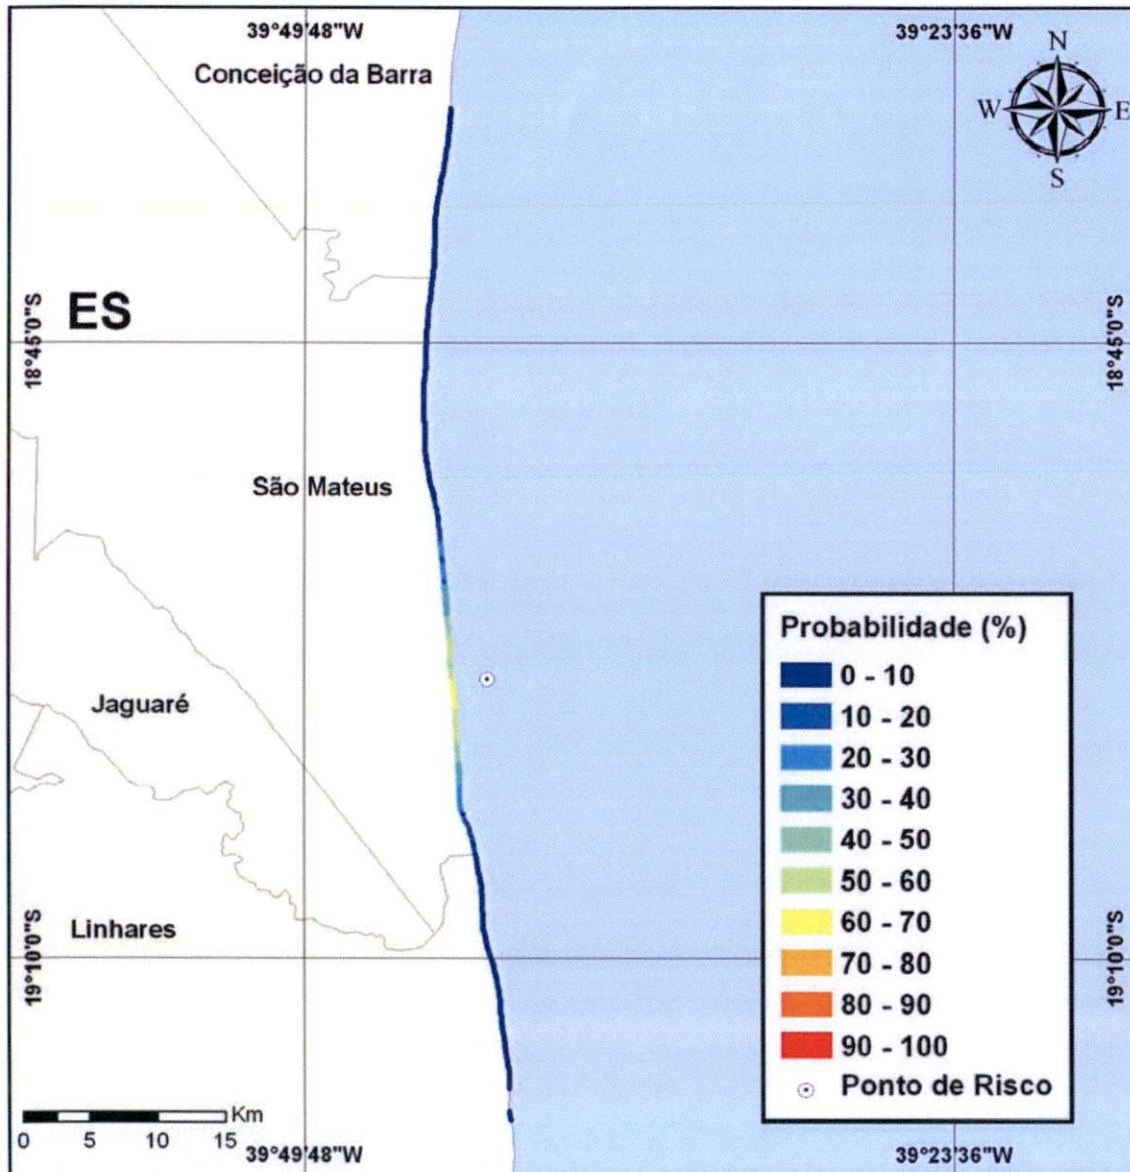 39°49'48"W
39°23'36"W
Conceição da Barra
N
W
E
S
ES
18°45'0"S
18°45'0"S
São Mateus
Probabilidade (%)
0 - 10
10 - 20
20 - 30
30 - 40
40 - 50
50 - 60
60 - 70
70 - 80
80 - 90
90 - 100
Ponto de Risco
Jaguaré
Linhares
19°10'0"S
19°10'0"S
Km
0 5 10 15
39°49'48"W
39°23'36"W